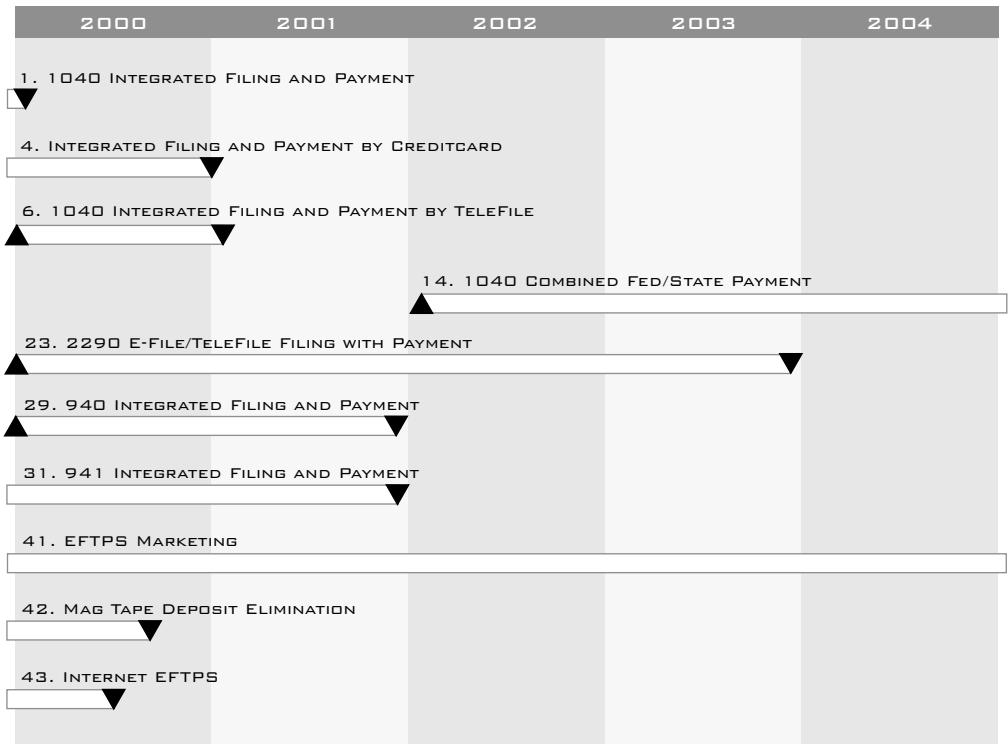 2000 2001 2002 2003 2004
1. 1040 Integrated Filing and Payment
4. Integrated Filing and Payment by Creditcard
6. 1040 Integrated Filing and Payment by TeleFile
14. 1040 Combined Fed/State Payment
23. 2290 E-File/TeleFile Filing with Payment
29. 940 Integrated Filing and Payment
31. 941 Integrated Filing and Payment
41. EFTPS Marketing
42. Mag Tape Deposit Elimination
43. Internet EFTPS